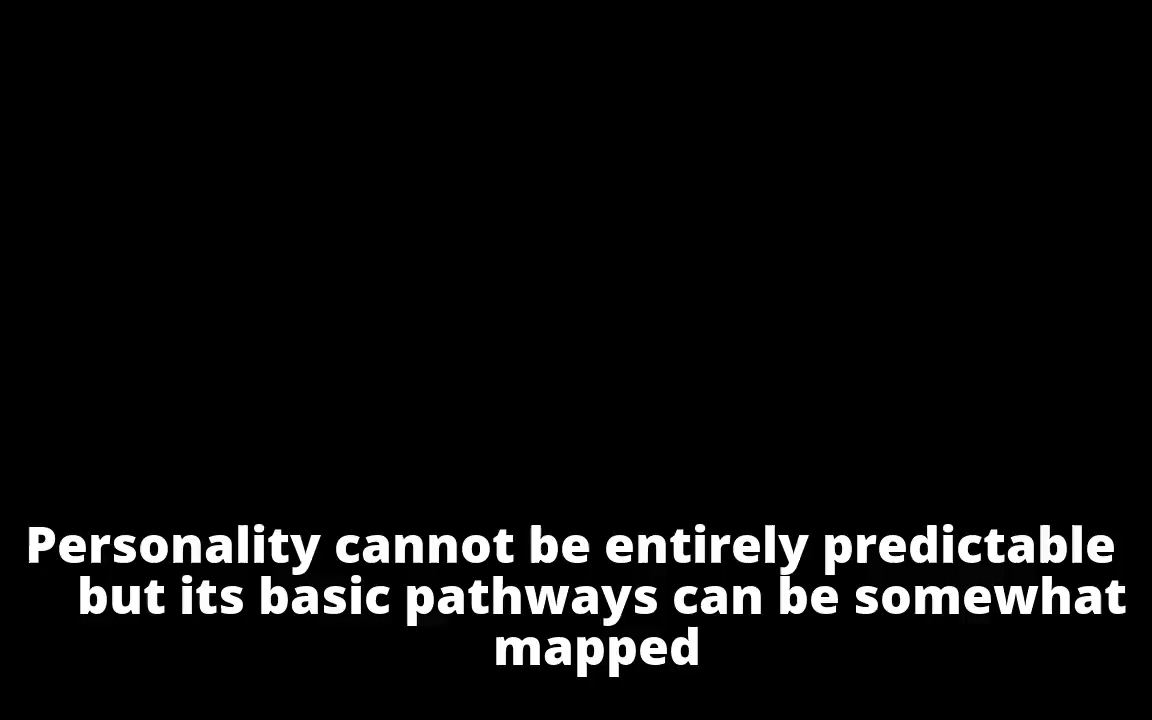 Personality cannot be entirely predictable
but its basic pathways can be somewhat
mapped